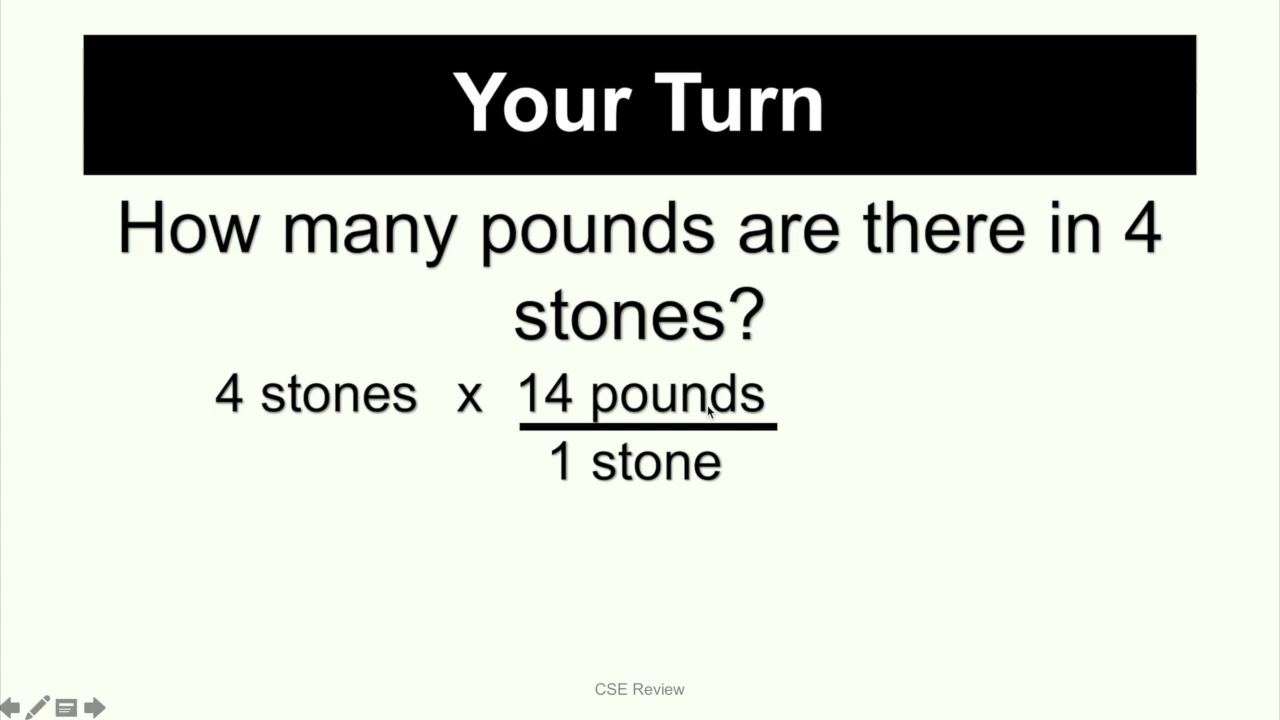 Your Turn
How many pounds are there in 4
stones?
4 stones x 14 pounds
1 stone
CSE Review